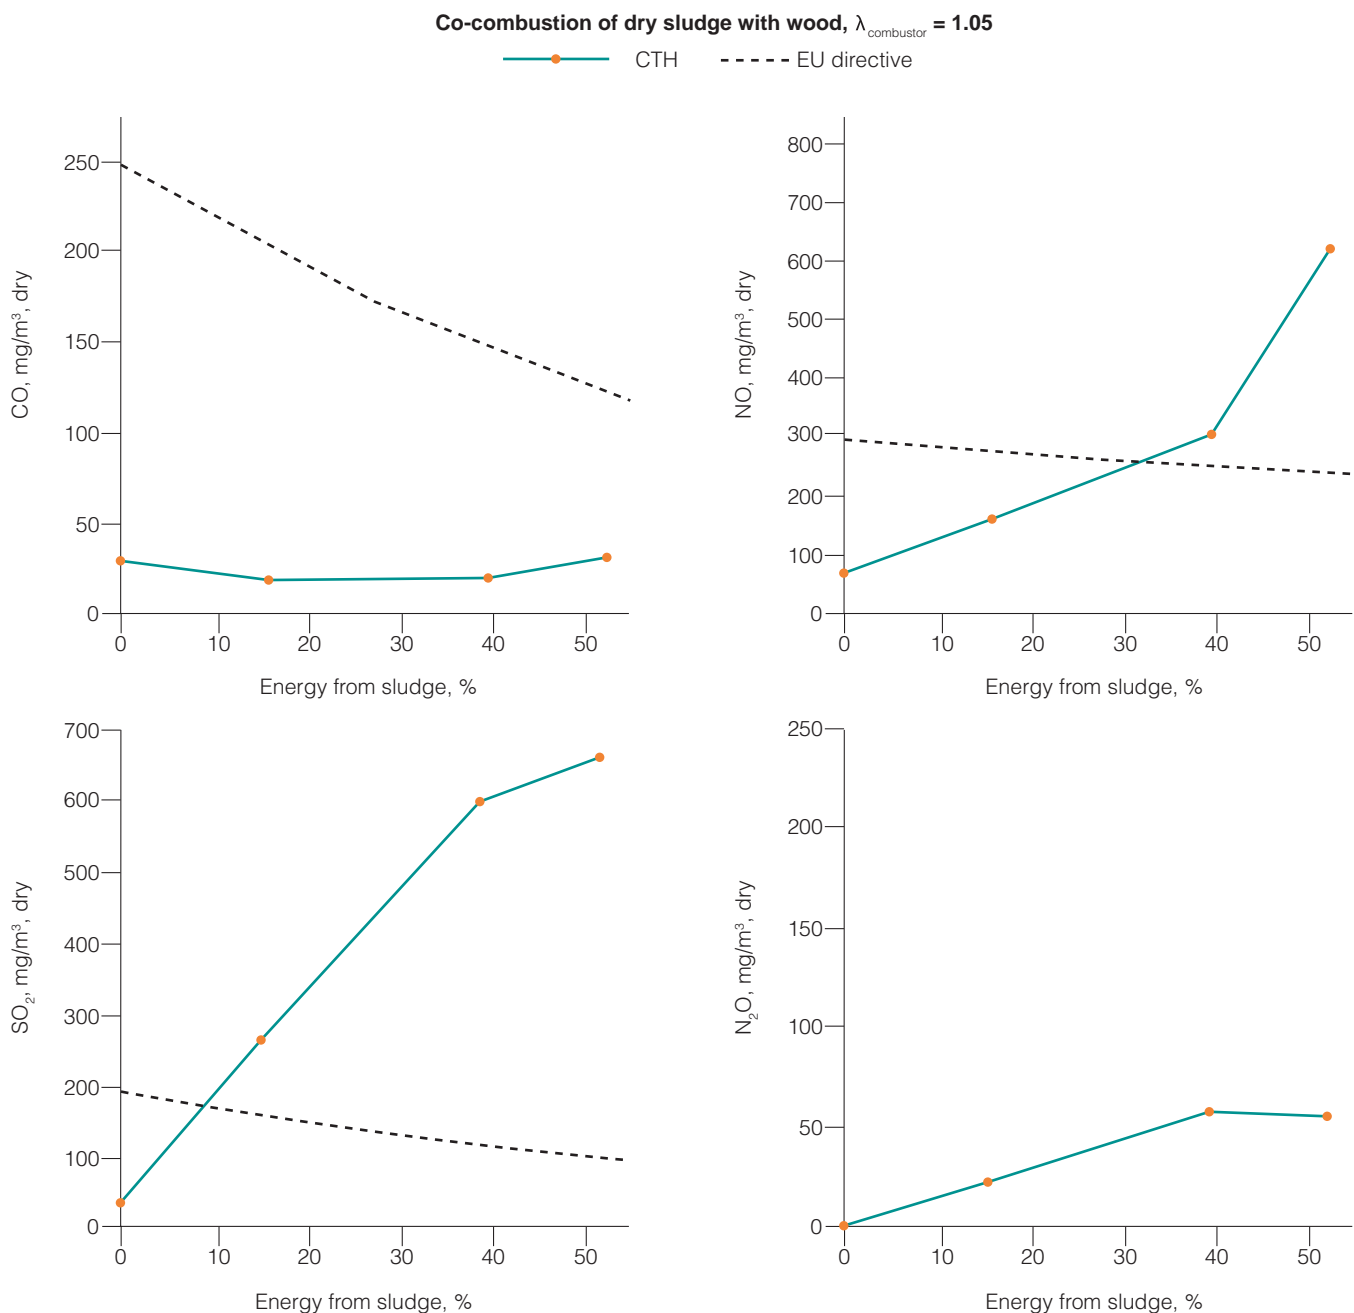 Co-combustion of dry sludge with wood, λcombustor = 1.05
CTH
EU directive
CO, mg/m³, dry
250
200
150
100
50
0
0 10 20 30 40 50
Energy from sludge, %
NO, mg/m³, dry
800
700
600
500
400
300
200
100
0
0 10 20 30 40 50
Energy from sludge, %
SO₂, mg/m³, dry
700
600
500
400
300
200
100
0
0 10 20 30 40 50
Energy from sludge, %
N₂O, mg/m³, dry
250
200
150
100
50
0
0 10 20 30 40 50
Energy from sludge, %